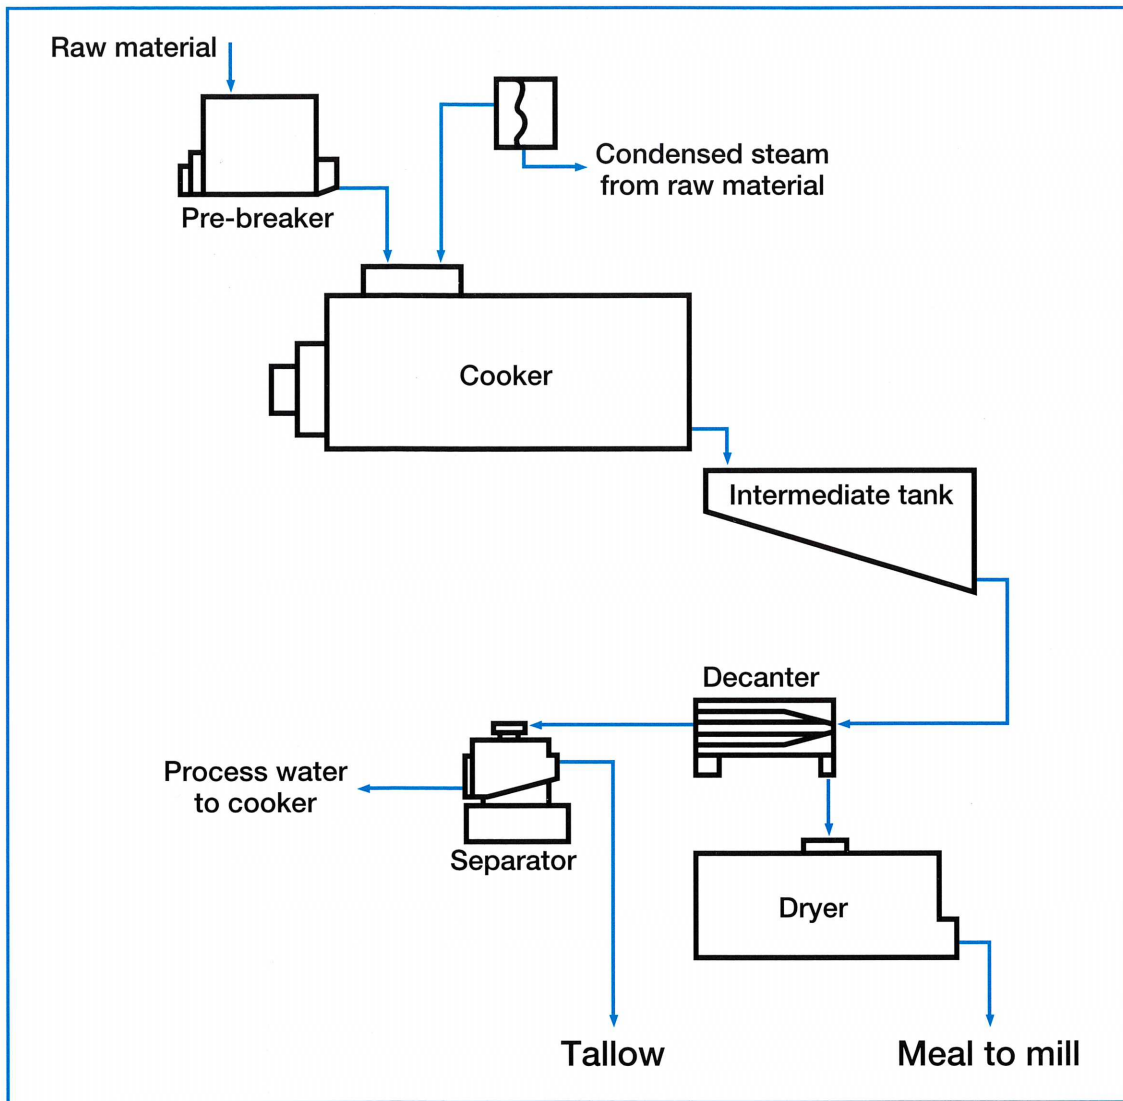 Raw material
Condensed steam
from raw material
Pre-breaker
Cooker
Intermediate tank
Decanter
Process water
to cooker
Separator
Dryer
Tallow
Meal to mill